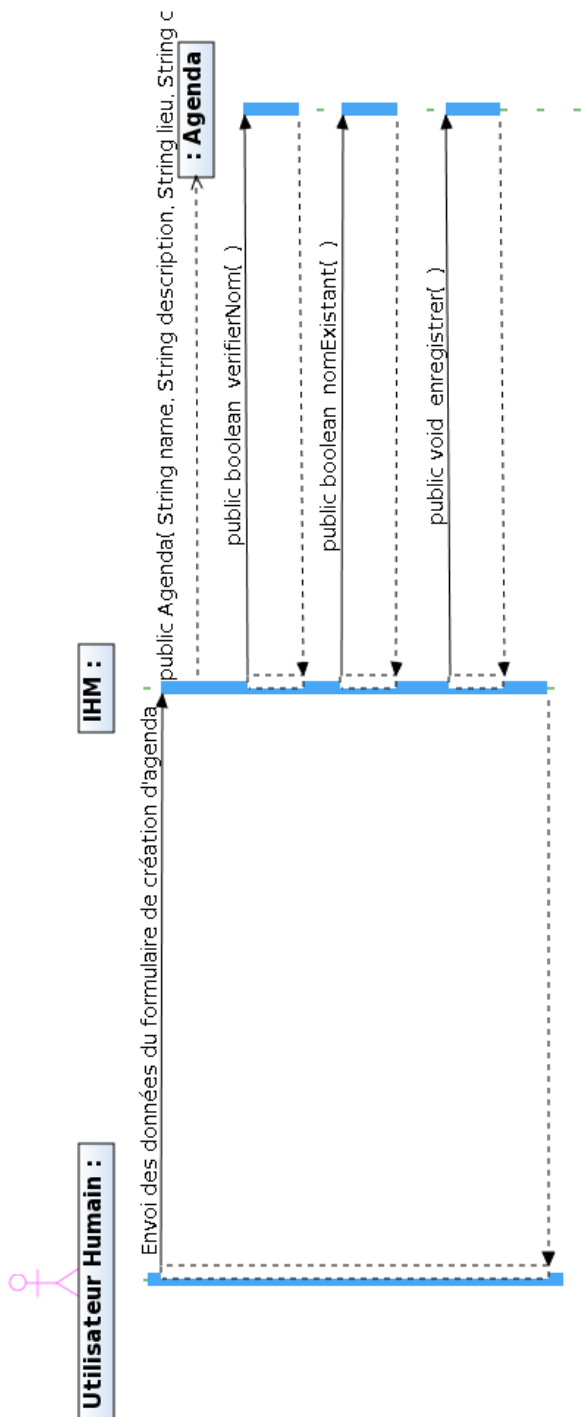 Utilisateur Humain :
IHM :
: Agenda
Envoi des données du formulaire de création d'agenda
public Agenda( String name, String description, String lieu, String c
public boolean verifierNom( )
public boolean nomExistant( )
public void enregistrer( )